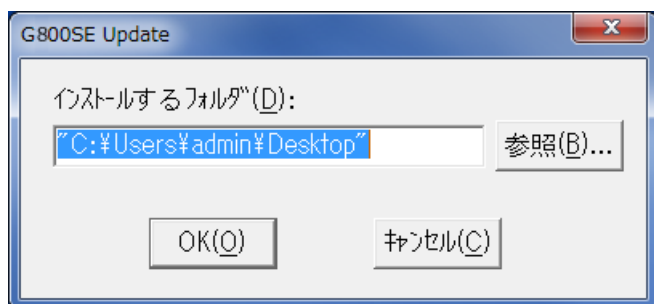 G800SE Update
インストールするフォルダ(D):
"C:¥Users¥admin¥Desktop"
参照(B)...
OK(O)
キャンセル(C)